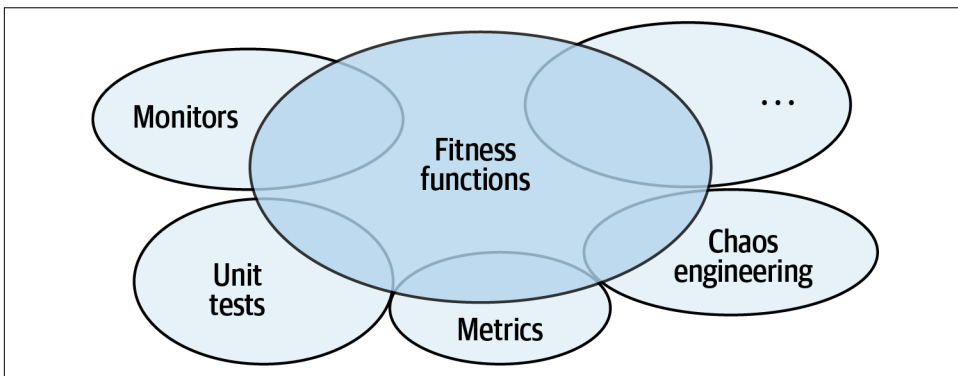 Monitors
...
Fitness
functions
Chaos
engineering
Unit
tests
Metrics